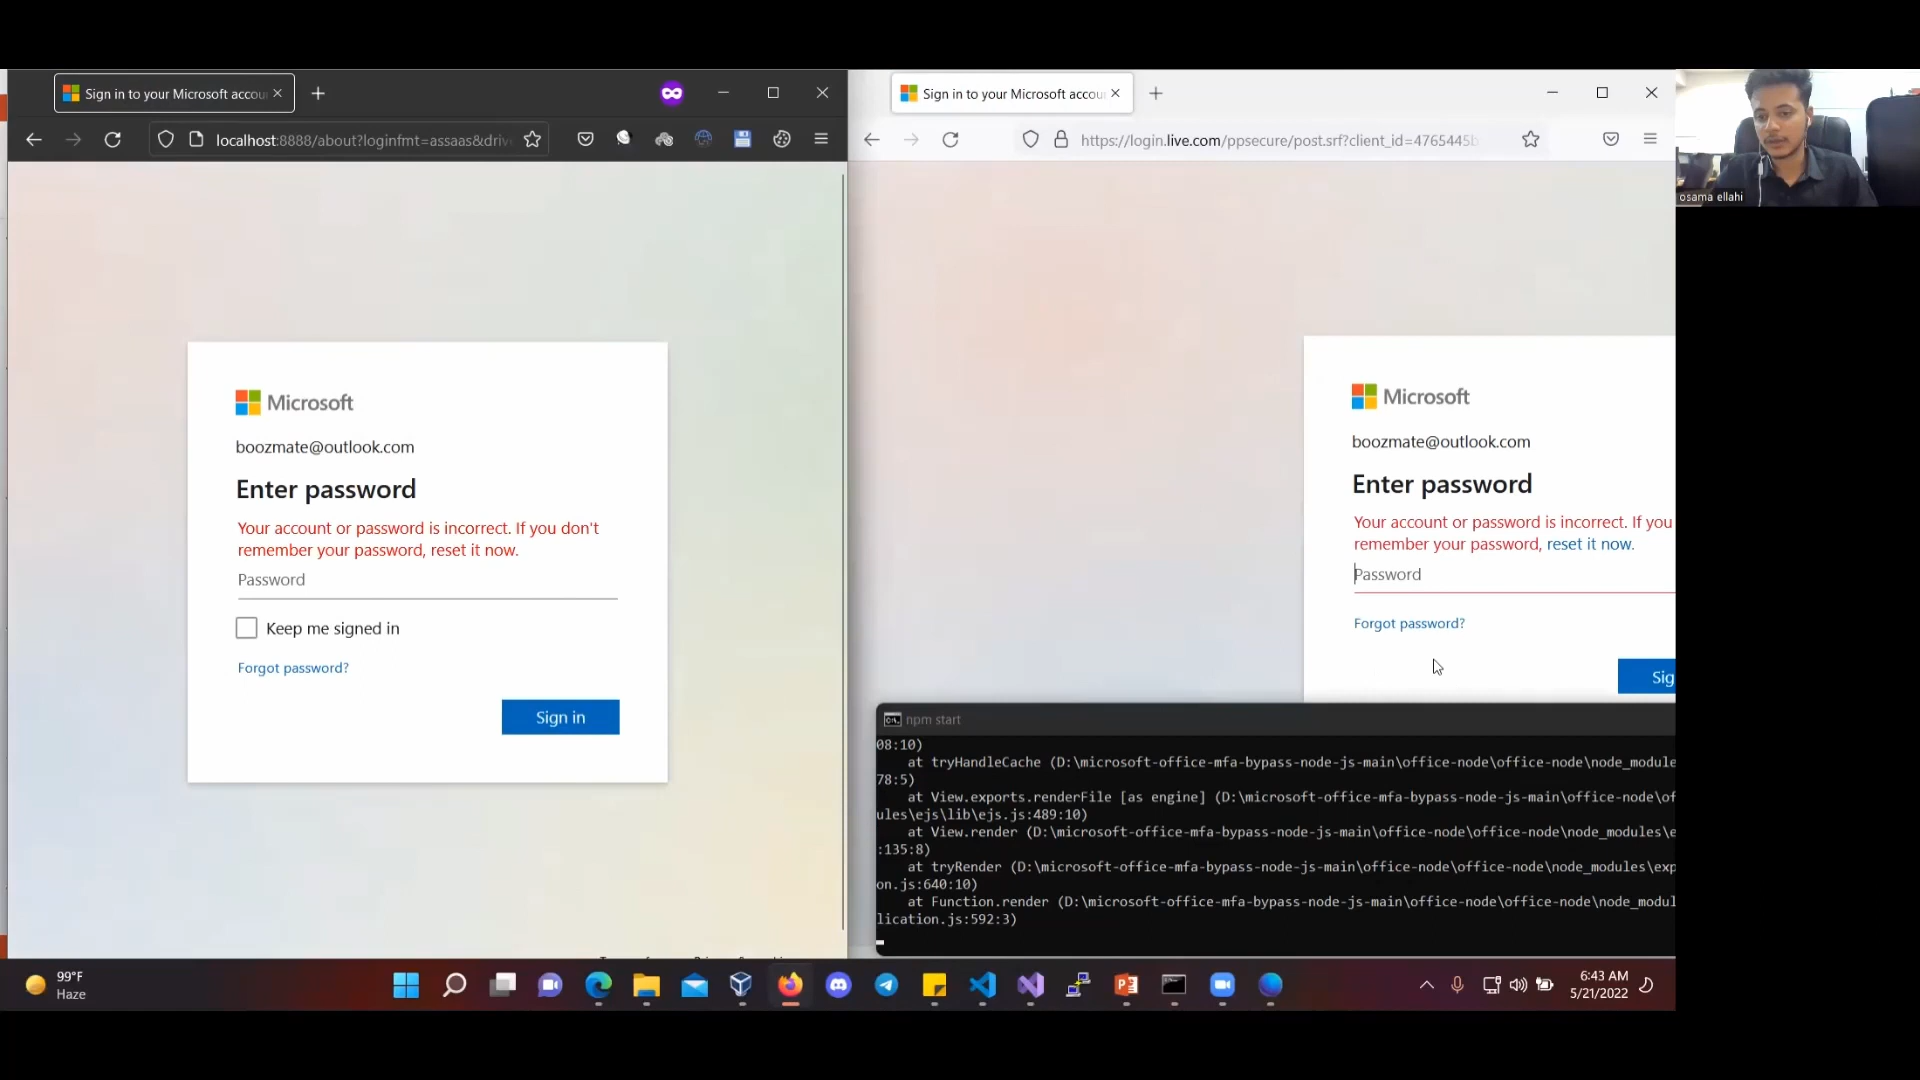 Sign in to your Microsoft accou
localhost:8888/about?loginfmt=assaas&driv
Microsoft
boozmate@outlook.com
Enter password
Your account or password is incorrect. If you don't
remember your password, reset it now.
Password
Keep me signed in
Forgot password?
Sign in
Sign in to your Microsoft accou
https://login.live.com/ppsecure/post.srf?client_id=4765445
Microsoft
boozmate@outlook.com
Enter password
Your account or password is incorrect. If you
remember your password, reset it now.
Password
Forgot password?
Sig
npm start
08:10)
at tryHandleCache (D:\microsoft-office-mfa-bypass-node-js-main\office-node\office-node\node_module
78:5)
at View.exports.renderFile [as engine] (D:\microsoft-office-mfa-bypass-node-js-main\office-node\of
ules\ejs\lib\ejs.js:489:10)
at View.render (D:\microsoft-office-mfa-bypass-node-js-main\office-node\office-node\node_modules\e
:135:8)
at tryRender (D:\microsoft-office-mfa-bypass-node-js-main\office-node\office-node\node_modules\exp
on.js:640:10)
at Function.render (D:\microsoft-office-mfa-bypass-node-js-main\office-node\office-node\node_modul
lication.js:592:3)
osama ellahi
99°F
Haze
6:43 AM
5/21/2022